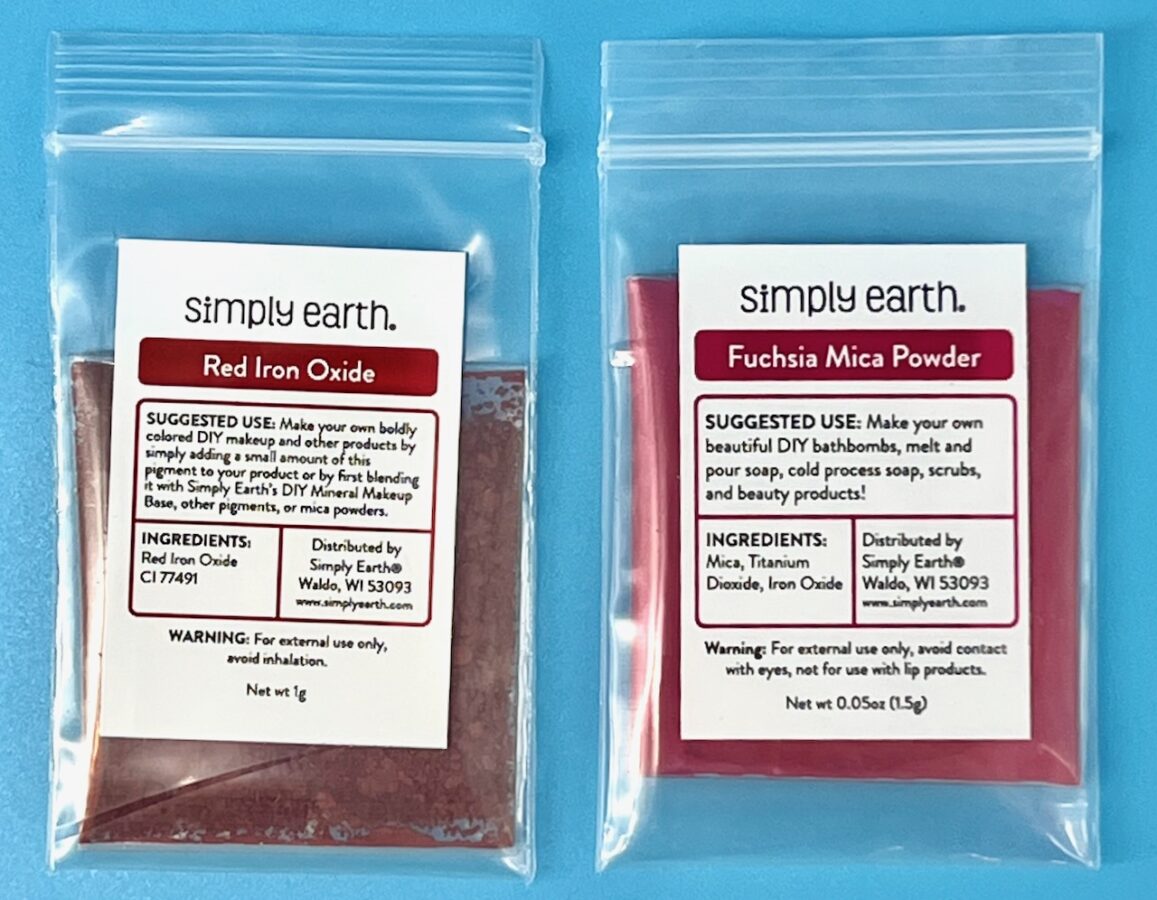 simply earth.
Red Iron Oxide
SUGGESTED USE: Make your own boldly
colored DIY makeup and other products by
simply adding a small amount of this
pigment to your product or by first blending
it with Simply Earth's DIY Mineral Makeup
Base, other pigments, or mica powders.
INGREDIENTS:
Red Iron Oxide
CI 77491
Distributed by
Simply Earth®
Waldo, WI 53093
www.simplyearth.com
WARNING: For external use only,
avoid inhalation.
Net wt 1g
simply earth.
Fuchsia Mica Powder
SUGGESTED USE: Make your own
beautiful DIY bathbombs, melt and
pour soap, cold process soap, scrubs,
and beauty products!
INGREDIENTS:
Mica, Titanium
Dioxide, Iron Oxide
Distributed by
Simply Earth®
Waldo, WI 53093
www.simplyearth.com
Warning: For external use only, avoid contact
with eyes, not for use with lip products.
Net wt 0.05oz (1.5g)